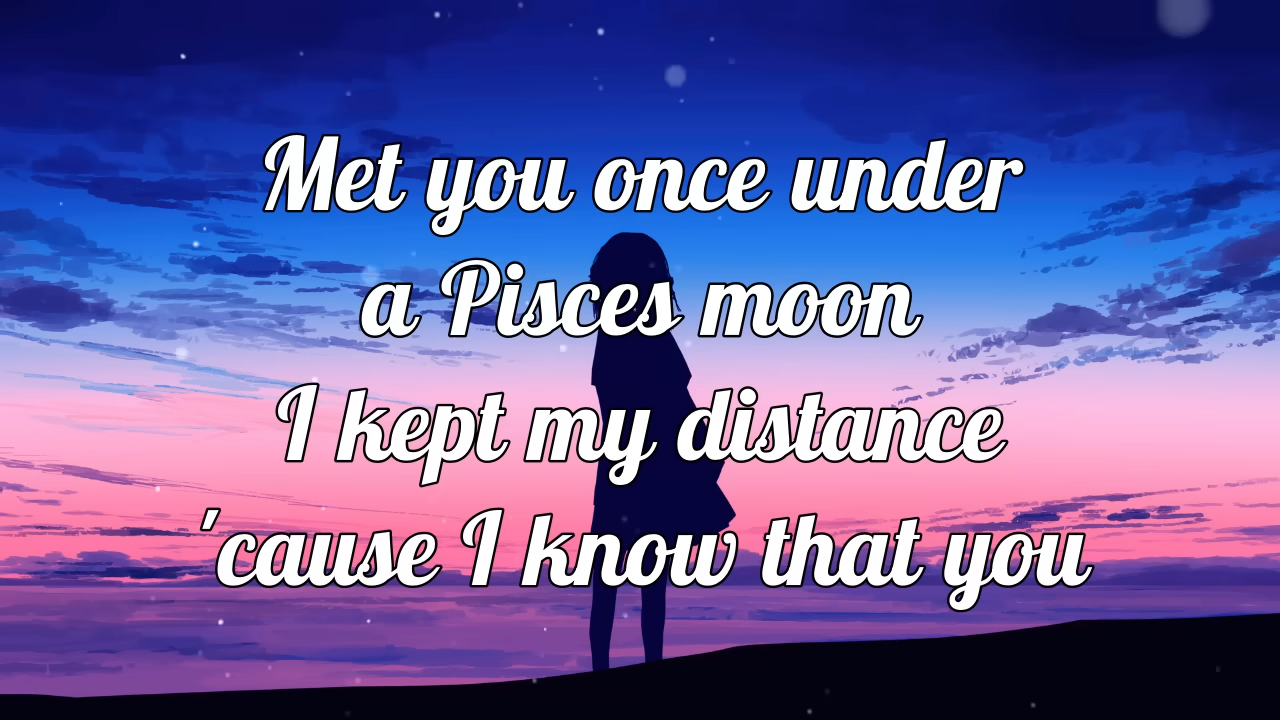 Met you once under
a Pisces moon
I kept my distance
'cause I know that you